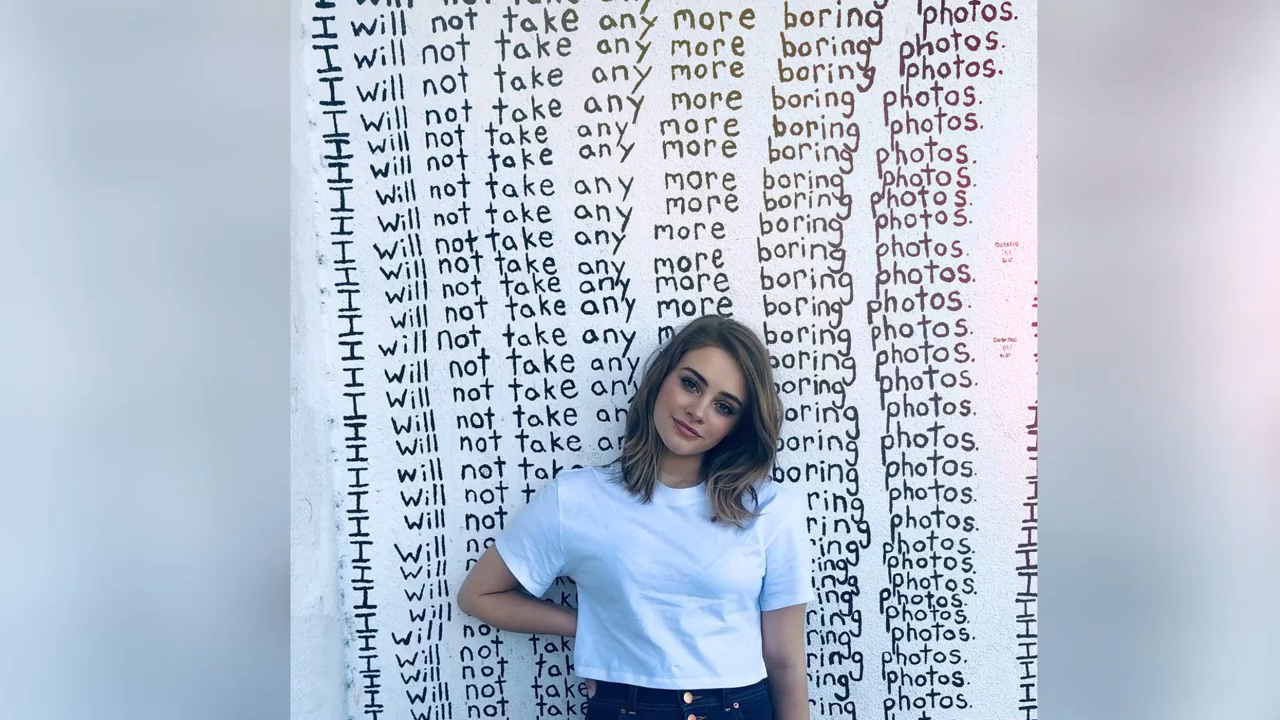 will not take any
I will not take any more boring photos.
I will not take any more boring photos.
I will not take any more boring photos.
I will not take any more boring photos.
I will not take any more boring photos.
I will not take any more boring photos.
I will not take any more boring photos.
I will not take any more boring photos.
I will not take any more boring photos.
I will not take any more boring photos.
I will not take any more boring photos.
I will not take any more boring photos.
I will not take any boring photos.
I will not take any boring photos.
I will not take any boring photos.
I will not take boring photos.
I will not take boring photos.
I will not take boring photos.
I will not photos.
I will not photos.
I will photos.
I will photos.
I will photos.
I will photos.
I will not photos.
I will not photos.
I will not photos.
I will not photos.